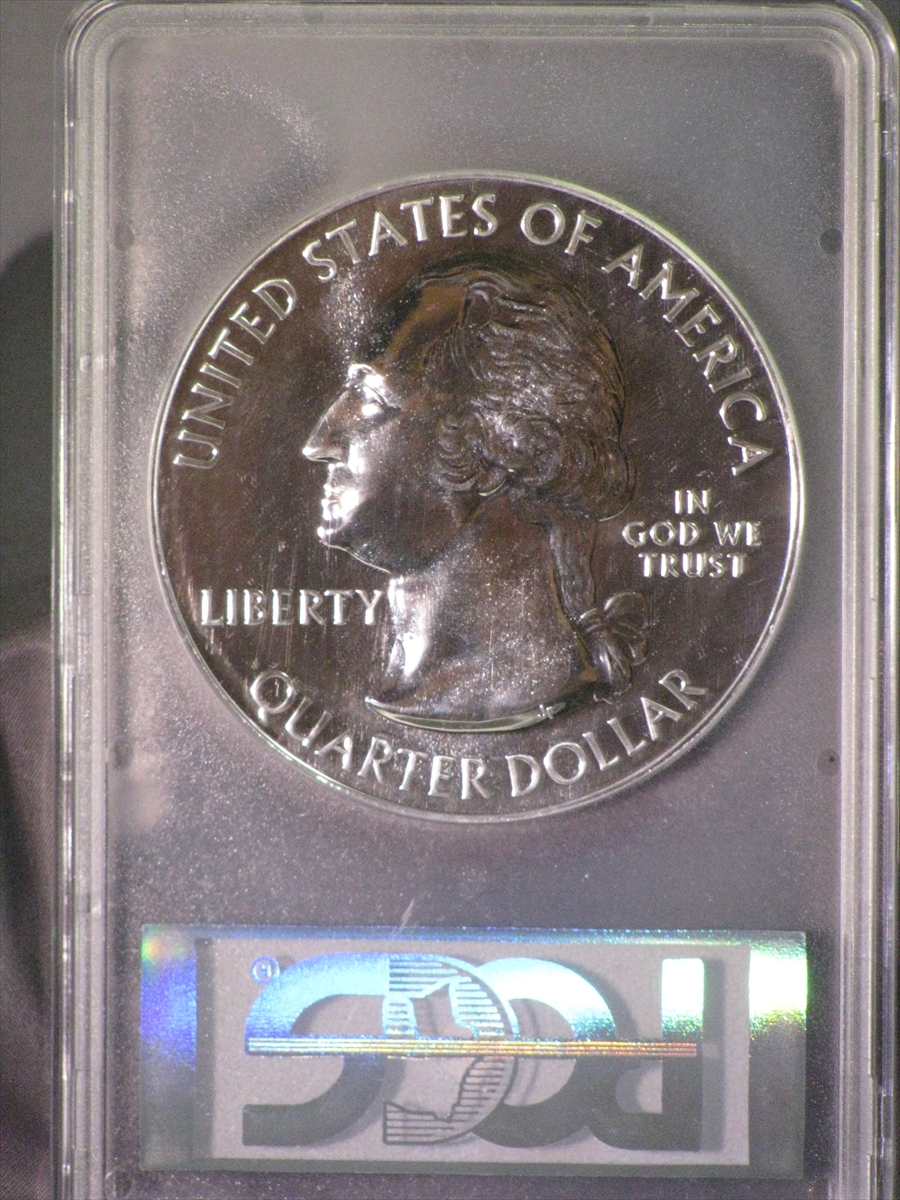 UNITED STATES OF AMERICA
IN
GOD WE
TRUST
LIBERTY
QUARTER DOLLAR
PCGS